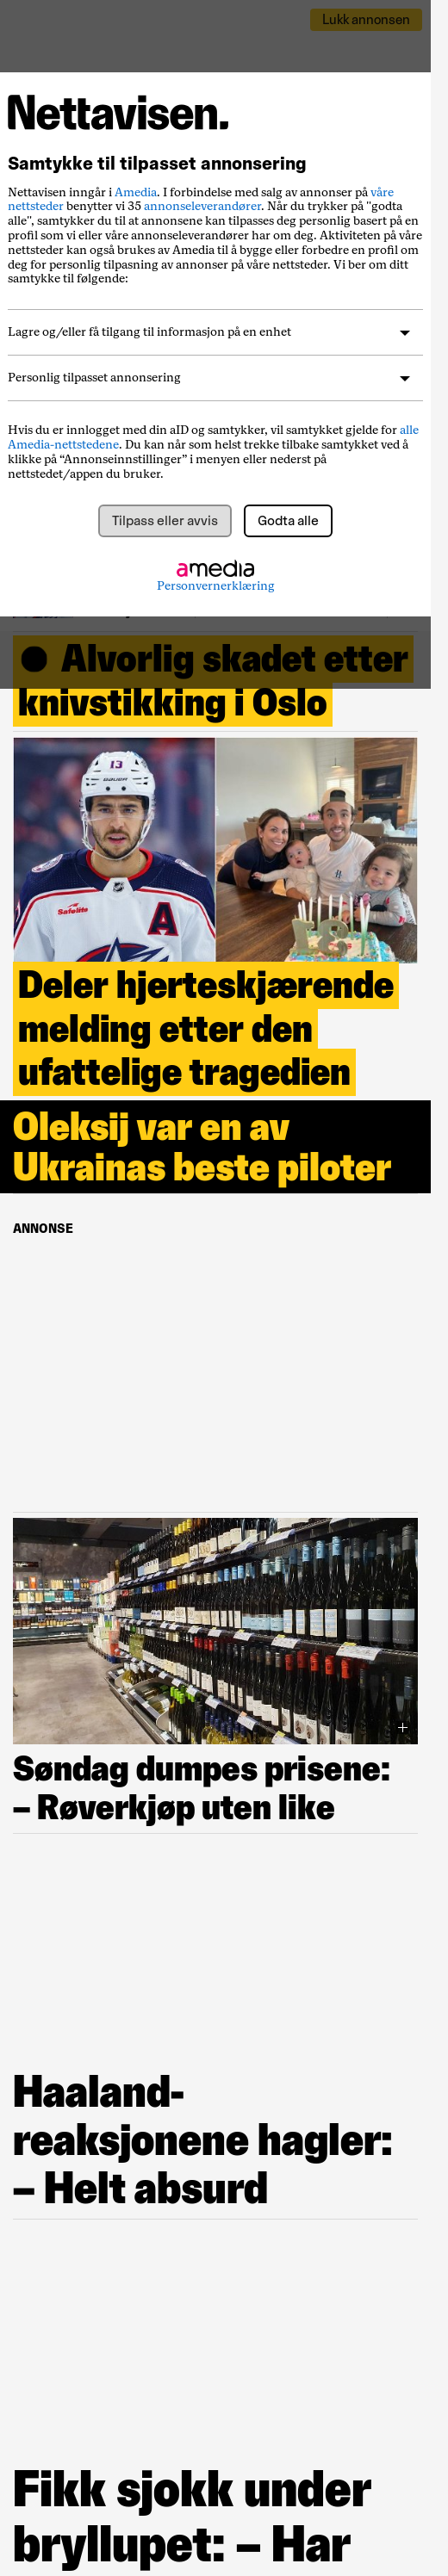 Lukk annonsen
Nettavisen.
Samtykke til tilpasset annonsering
Nettavisen inngår i Amedia. I forbindelse med salg av annonser på våre
nettsteder benytter vi 35 annonseleverandører. Når du trykker på "godta
alle", samtykker du til at annonsene kan tilpasses deg personlig basert på en
profil som vi eller våre annonseleverandører har om deg. Aktiviteten på våre
nettsteder kan også brukes av Amedia til å bygge eller forbedre en profil om
deg for personlig tilpasning av annonser på våre nettsteder. Vi ber om ditt
samtykke til følgende:
Lagre og/eller få tilgang til informasjon på en enhet
Personlig tilpasset annonsering
Hvis du er innlogget med din aID og samtykker, vil samtykket gjelde for alle
Amedia-nettstedene. Du kan når som helst trekke tilbake samtykket ved å
klikke på “Annonseinnstillinger” i menyen eller nederst på
nettstedet/appen du bruker.
Tilpass eller avvis
Godta alle
amedia
Personvernerklæring
Alvorlig skadet etter
knivstikking i Oslo
13
BAUER
Safelite
A
Deler hjerteskjærende
melding etter den
ufattelige tragedien
Oleksij var en av
Ukrainas beste piloter
ANNONSE
Søndag dumpes prisene:
– Røverkjøp uten like
Haaland-
reaksjonene hagler:
– Helt absurd
Fikk sjokk under
bryllupet: – Har